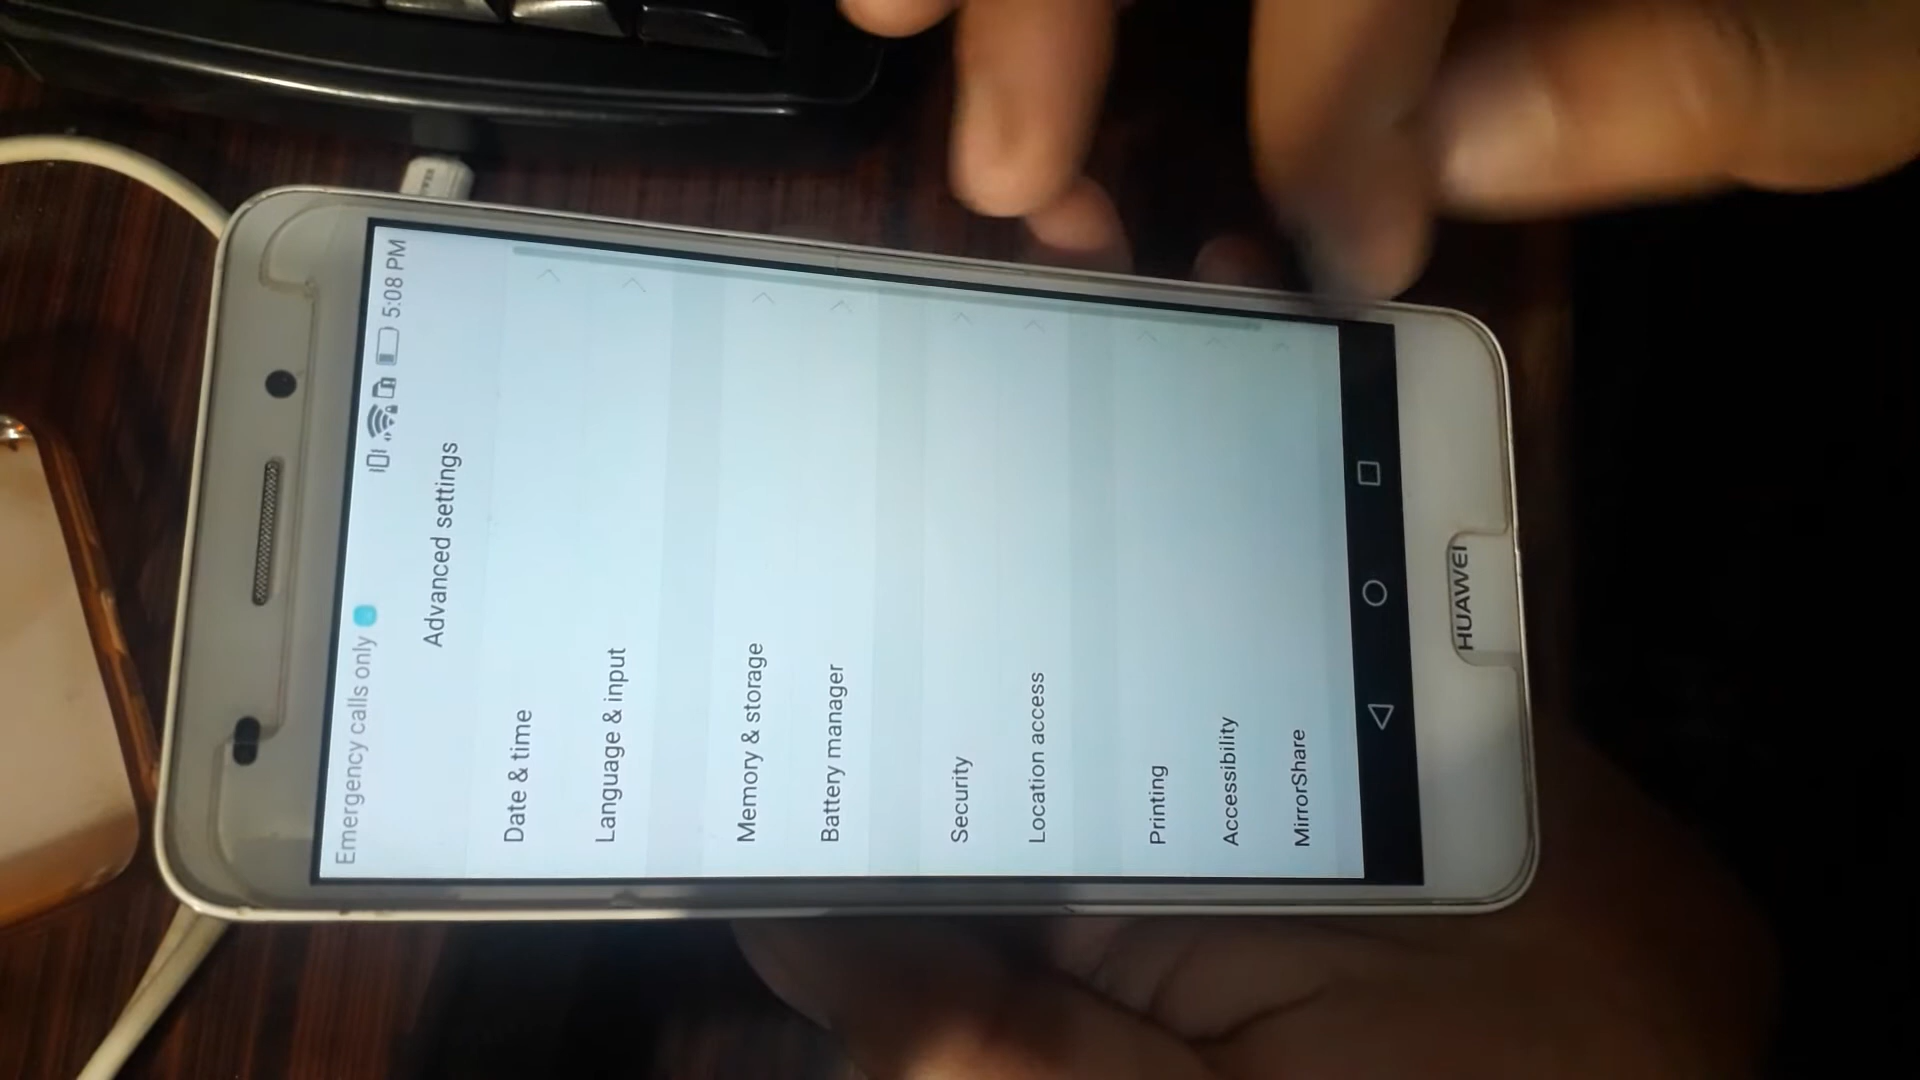 Emergency calls only
5:08 PM
Advanced settings
Date & time
Language & input
Memory & storage
Battery manager
Security
Location access
Printing
Accessibility
MirrorShare
HUAWEI